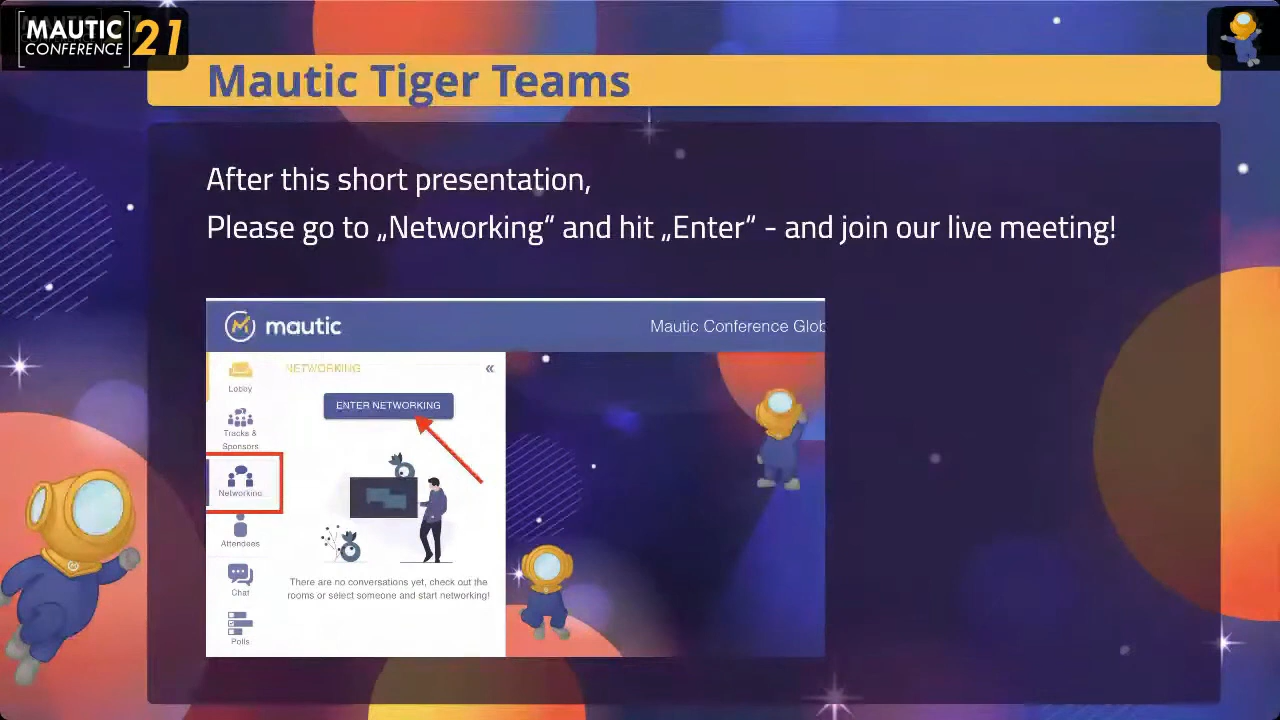 MAUTIC
CONFERENCE 21
Mautic Tiger Teams
After this short presentation,
Please go to „Networking“ and hit „Enter“ - and join our live meeting!
mautic
Mautic Conference Glob
Lobby
Tracks &
Sponsors
Networking
Attendees
Chat
Polls
NETWORKING
«
ENTER NETWORKING
There are no conversations yet, check out the
rooms or select someone and start networking!